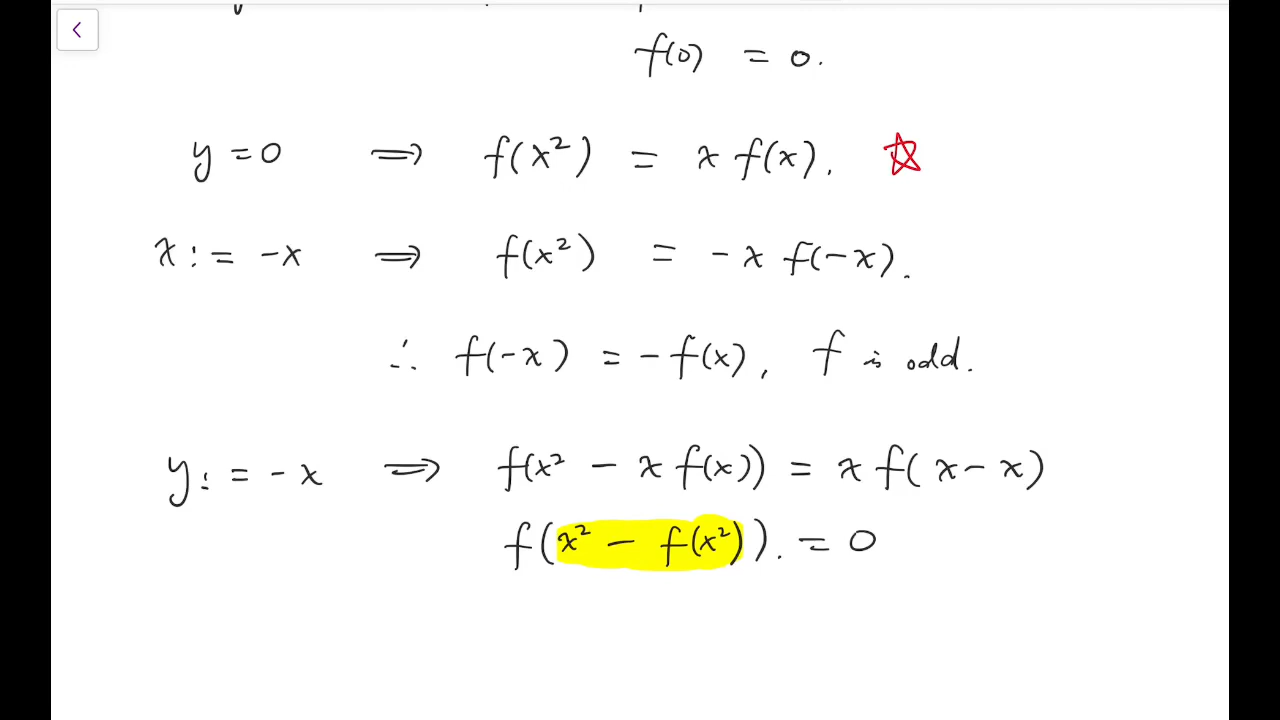 f(0) = 0.
y = 0 ⟹ f(x²) = x f(x). ☆
x := -x ⟹ f(x²) = -x f(-x).
∴ f(-x) = -f(x), f is odd.
y := -x ⟹ f(x² - x f(x)) = x f(x - x)
f(x² - f(x²)). = 0